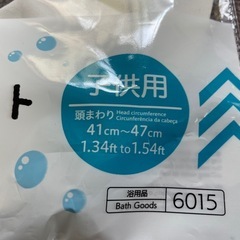 子供用
ト
頭まわり Head circumference
Circunferência da cabeça
41cm~47cm
1.34ft to 1.54ft
浴用品
Bath Goods
6015